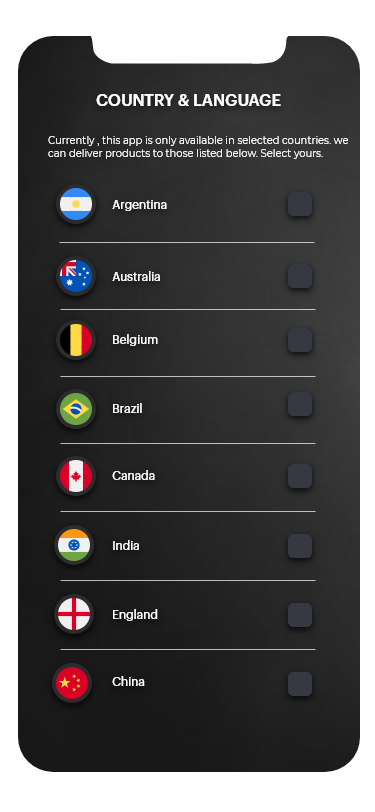 COUNTRY & LANGUAGE
Currently , this app is only available in selected countries. we
can deliver products to those listed below. Select yours.
Argentina
Australia
Belgium
Brazil
Canada
India
England
China